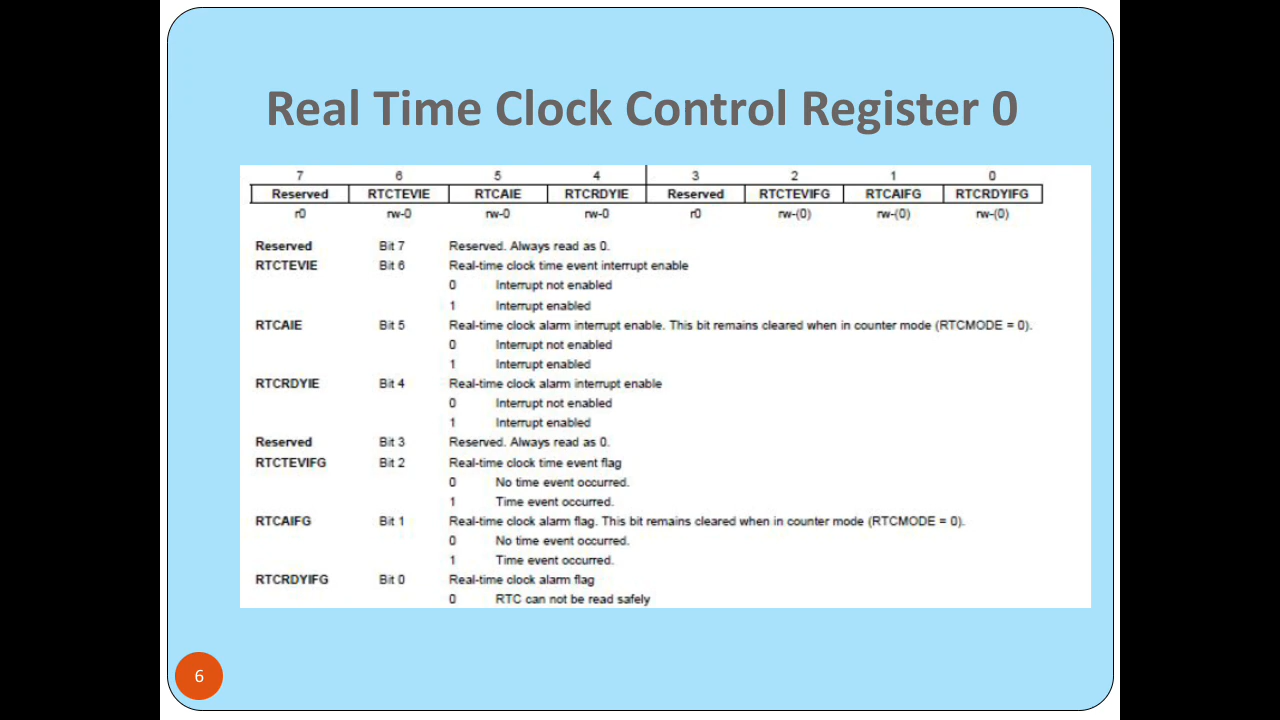 Real Time Clock Control Register 0
7 6 5 4 3 2 1 0
Reserved RTCTEVIE RTCAIE RTCRDYIE Reserved RTCTEVIFG RTCAIFG RTCRDYIFG
r0 rw-0 rw-0 rw-0 r0 rw-(0) rw-(0) rw-(0)
Reserved Bit 7 Reserved. Always read as 0.
RTCTEVIE Bit 6 Real-time clock time event interrupt enable
0 Interrupt not enabled
1 Interrupt enabled
RTCAIE Bit 5 Real-time clock alarm interrupt enable. This bit remains cleared when in counter mode (RTCMODE = 0).
0 Interrupt not enabled
1 Interrupt enabled
RTCRDYIE Bit 4 Real-time clock alarm interrupt enable
0 Interrupt not enabled
1 Interrupt enabled
Reserved Bit 3 Reserved. Always read as 0.
RTCTEVIFG Bit 2 Real-time clock time event flag
0 No time event occurred.
1 Time event occurred.
RTCAIFG Bit 1 Real-time clock alarm flag. This bit remains cleared when in counter mode (RTCMODE = 0).
0 No time event occurred.
1 Time event occurred.
RTCRDYIFG Bit 0 Real-time clock alarm flag
0 RTC can not be read safely
6